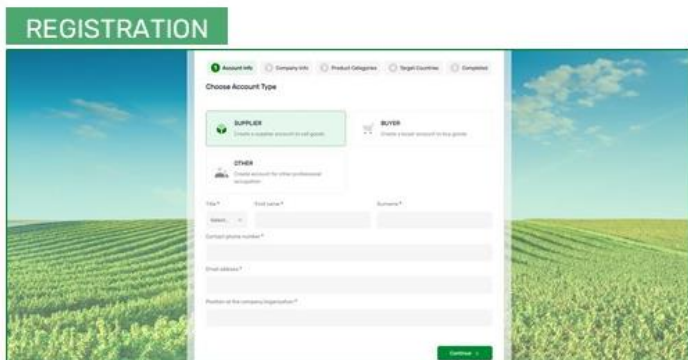 REGISTRATION
1 Account Info Company Info Product Categories Target Countries Completed
Choose Account Type
SUPPLIER
Create a supplier account to sell goods
BUYER
Create a buyer account to buy goods
OTHER
Create account for other professional
occupation
Title * First name * Surname *
Select...
Contact phone number *
Email address *
Position at the company/organization *
Continue